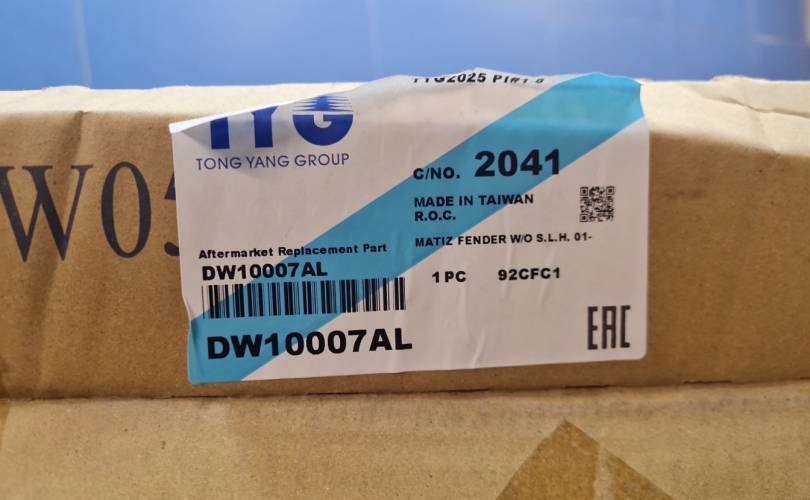 W05
TYG
TONG YANG GROUP
C/NO. 2041
MADE IN TAIWAN
R.O.C.
MATIZ FENDER W/O S.L.H. 01-
Aftermarket Replacement Part
DW10007AL
1 PC 92CFC1
DW10007AL
EAC